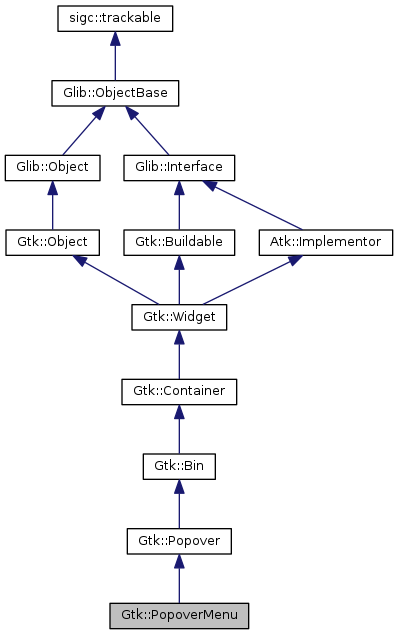 sigc::trackable
Glib::ObjectBase
Glib::Object
Glib::Interface
Gtk::Object
Gtk::Buildable
Atk::Implementor
Gtk::Widget
Gtk::Container
Gtk::Bin
Gtk::Popover
Gtk::PopoverMenu